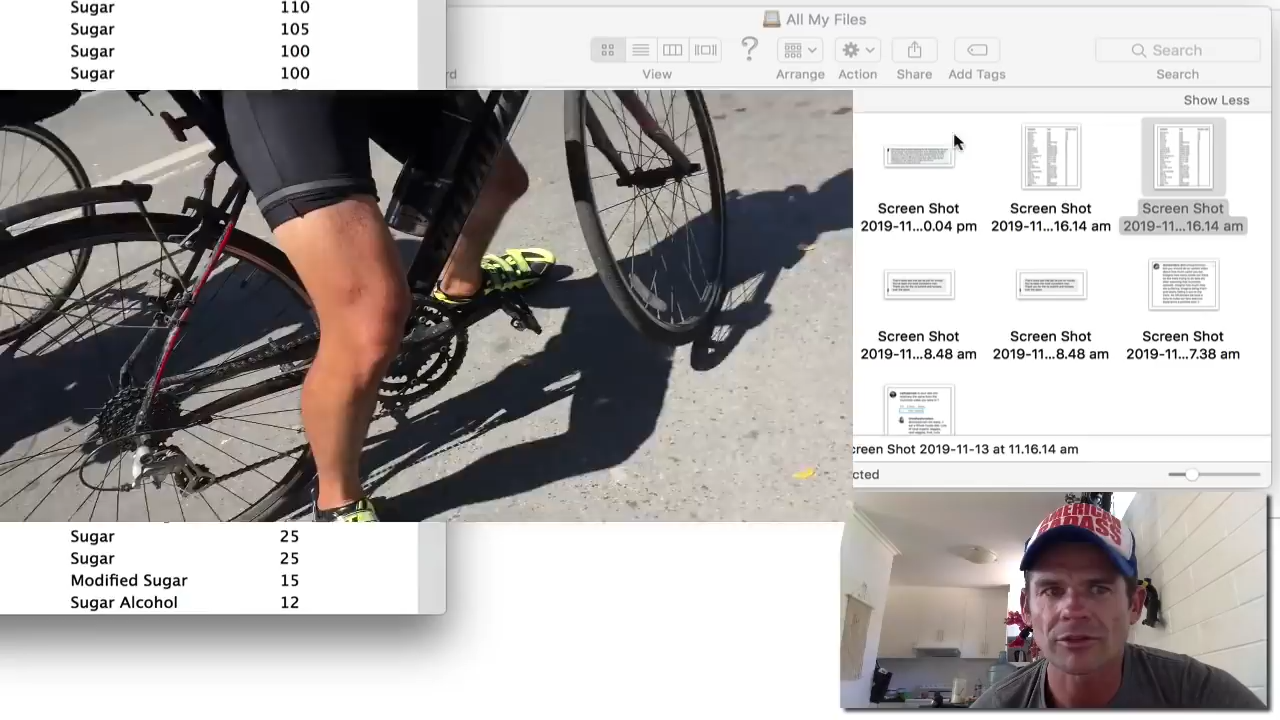 Sugar 110
Sugar 105
Sugar 100
Sugar 100
Sugar 25
Sugar 25
Modified Sugar 15
Sugar Alcohol 12
All My Files
View
Arrange
Action
Share
Add Tags
Search
Search
Show Less
Screen Shot
2019-11...0.04 pm
Screen Shot
2019-11...16.14 am
Screen Shot
2019-11...16.14 am
Screen Shot
2019-11...8.48 am
Screen Shot
2019-11...8.48 am
Screen Shot
2019-11...7.38 am
creen Shot 2019-11-13 at 11.16.14 am
cted
AMERICAN
BADASS